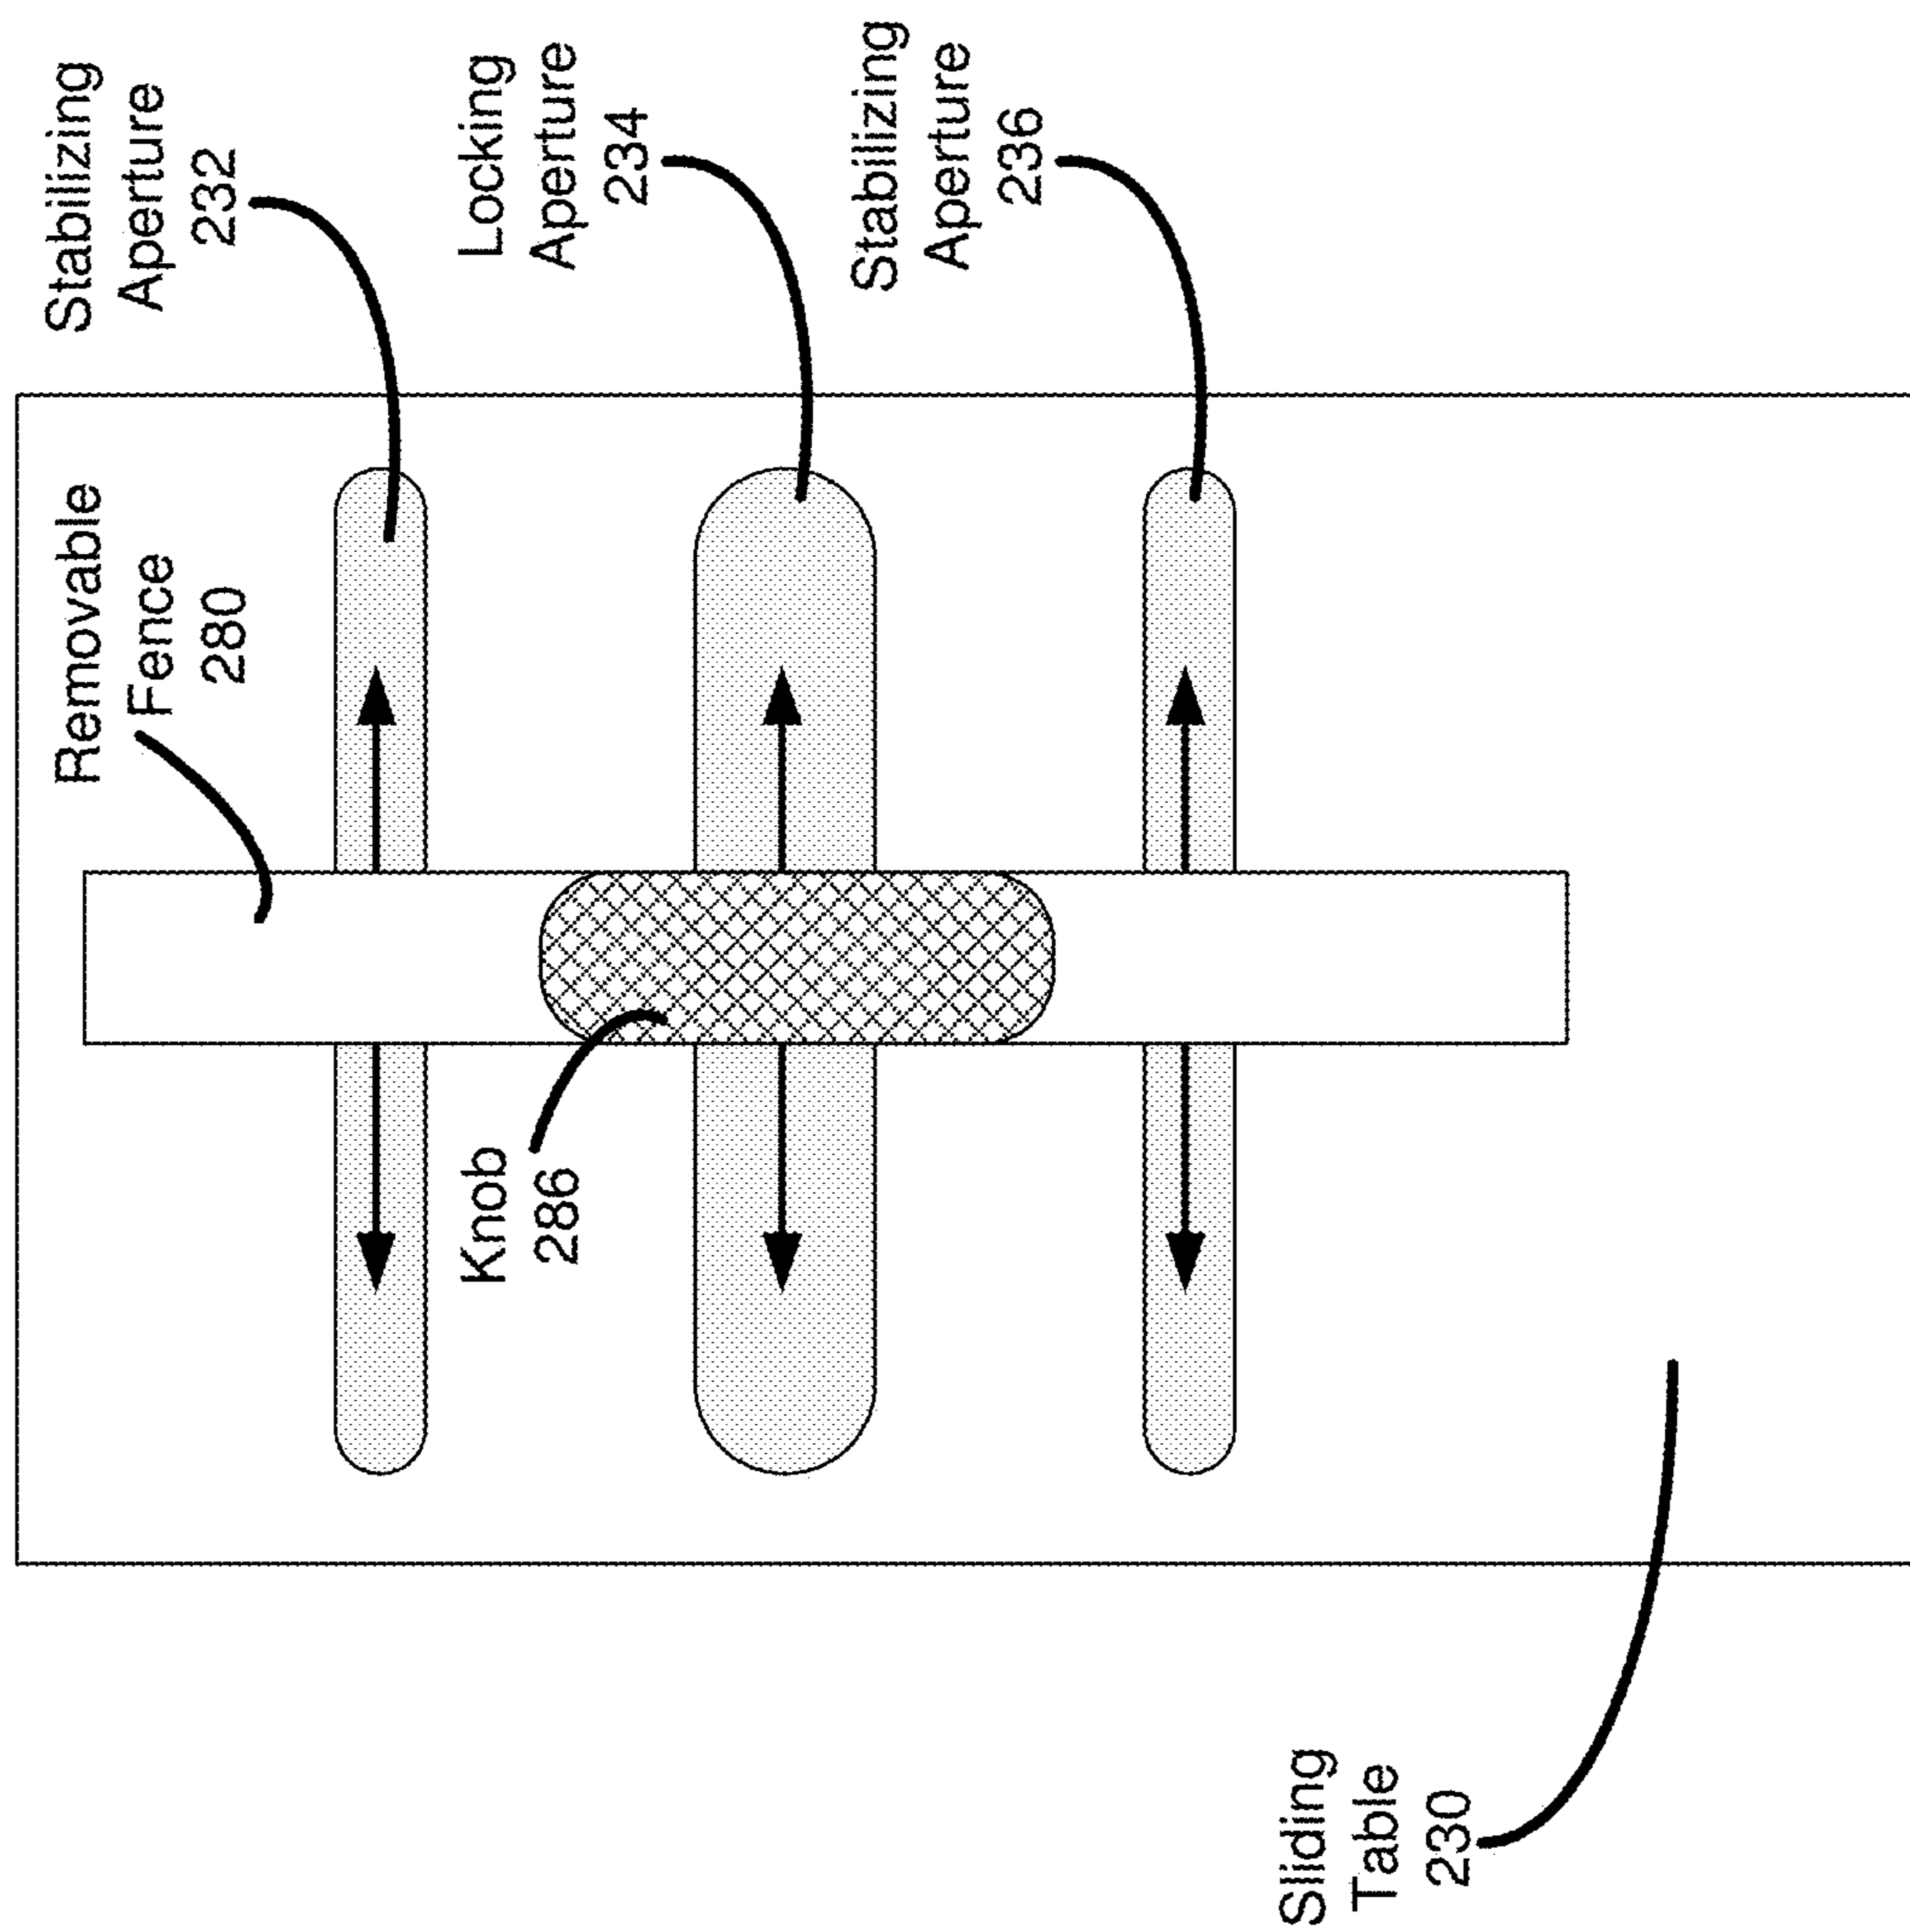 Stabilizing
Aperture
232
Locking
Aperture
234
Stabilizing
Aperture
236
Removable
Fence
280
Knob
286
Sliding
Table
230